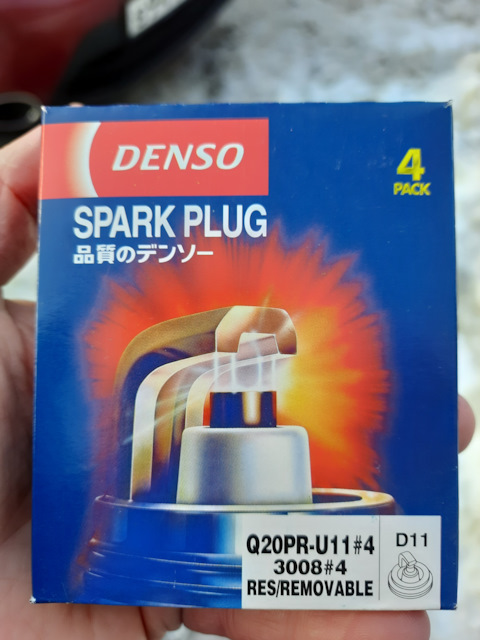 DENSO
4
PACK
SPARK PLUG
品質のデンソー
Q20PR-U11#4
3008#4
RES/REMOVABLE
D11